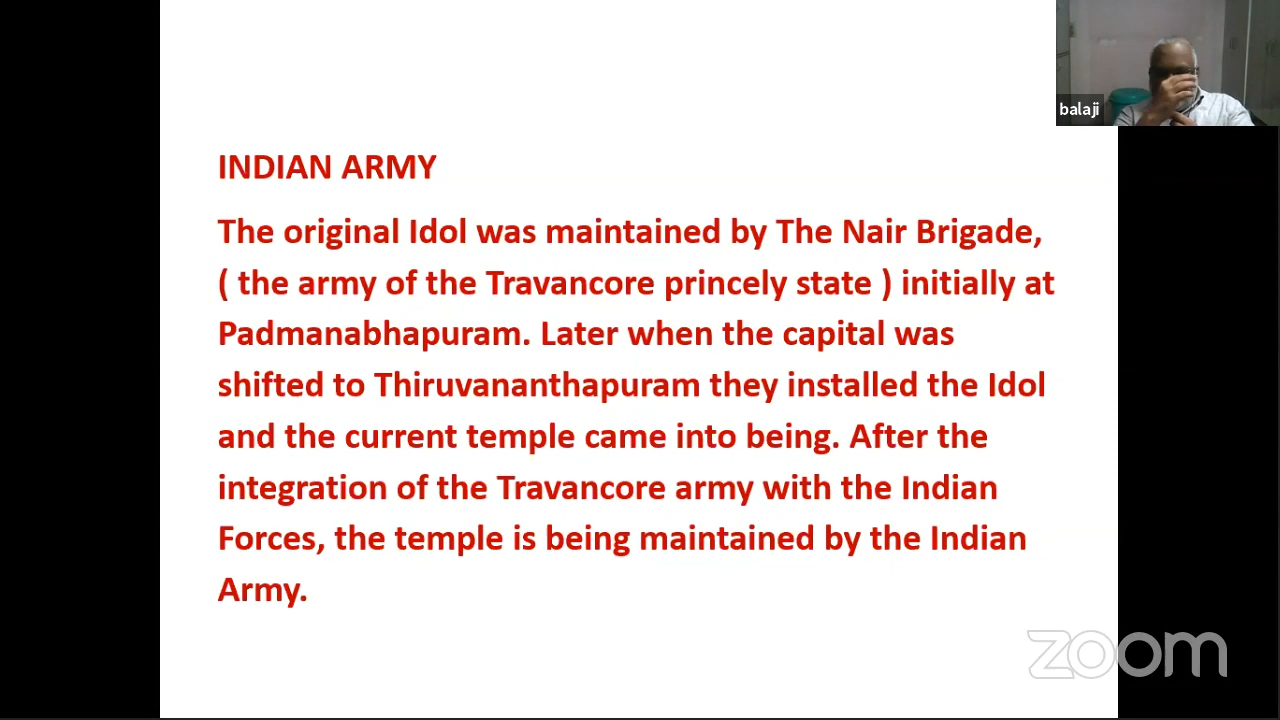 balaji
INDIAN ARMY
The original Idol was maintained by The Nair Brigade,
( the army of the Travancore princely state ) initially at
Padmanabhapuram. Later when the capital was
shifted to Thiruvananthapuram they installed the Idol
and the current temple came into being. After the
integration of the Travancore army with the Indian
Forces, the temple is being maintained by the Indian
Army.
zoom